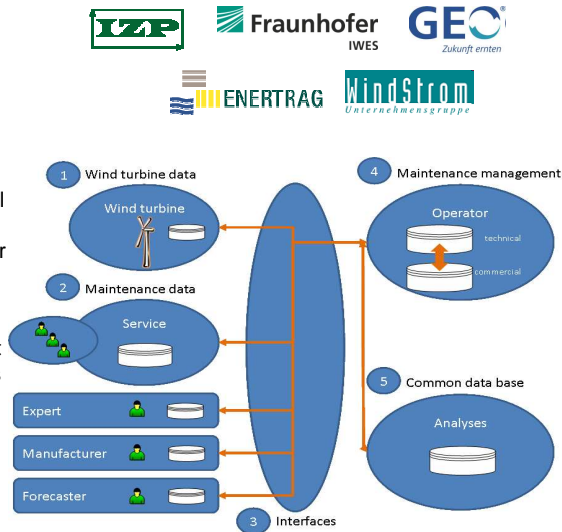 IZP
Fraunhofer
IWES
GEO
Zukunft ernten
ENERTRAG
WindStrom
Unternehmensgruppe
1 Wind turbine data
4 Maintenance management
Wind turbine
Operator
technical
commercial
2 Maintenance data
Service
5 Common data base
Expert
Analyses
Manufacturer
Forecaster
3 Interfaces